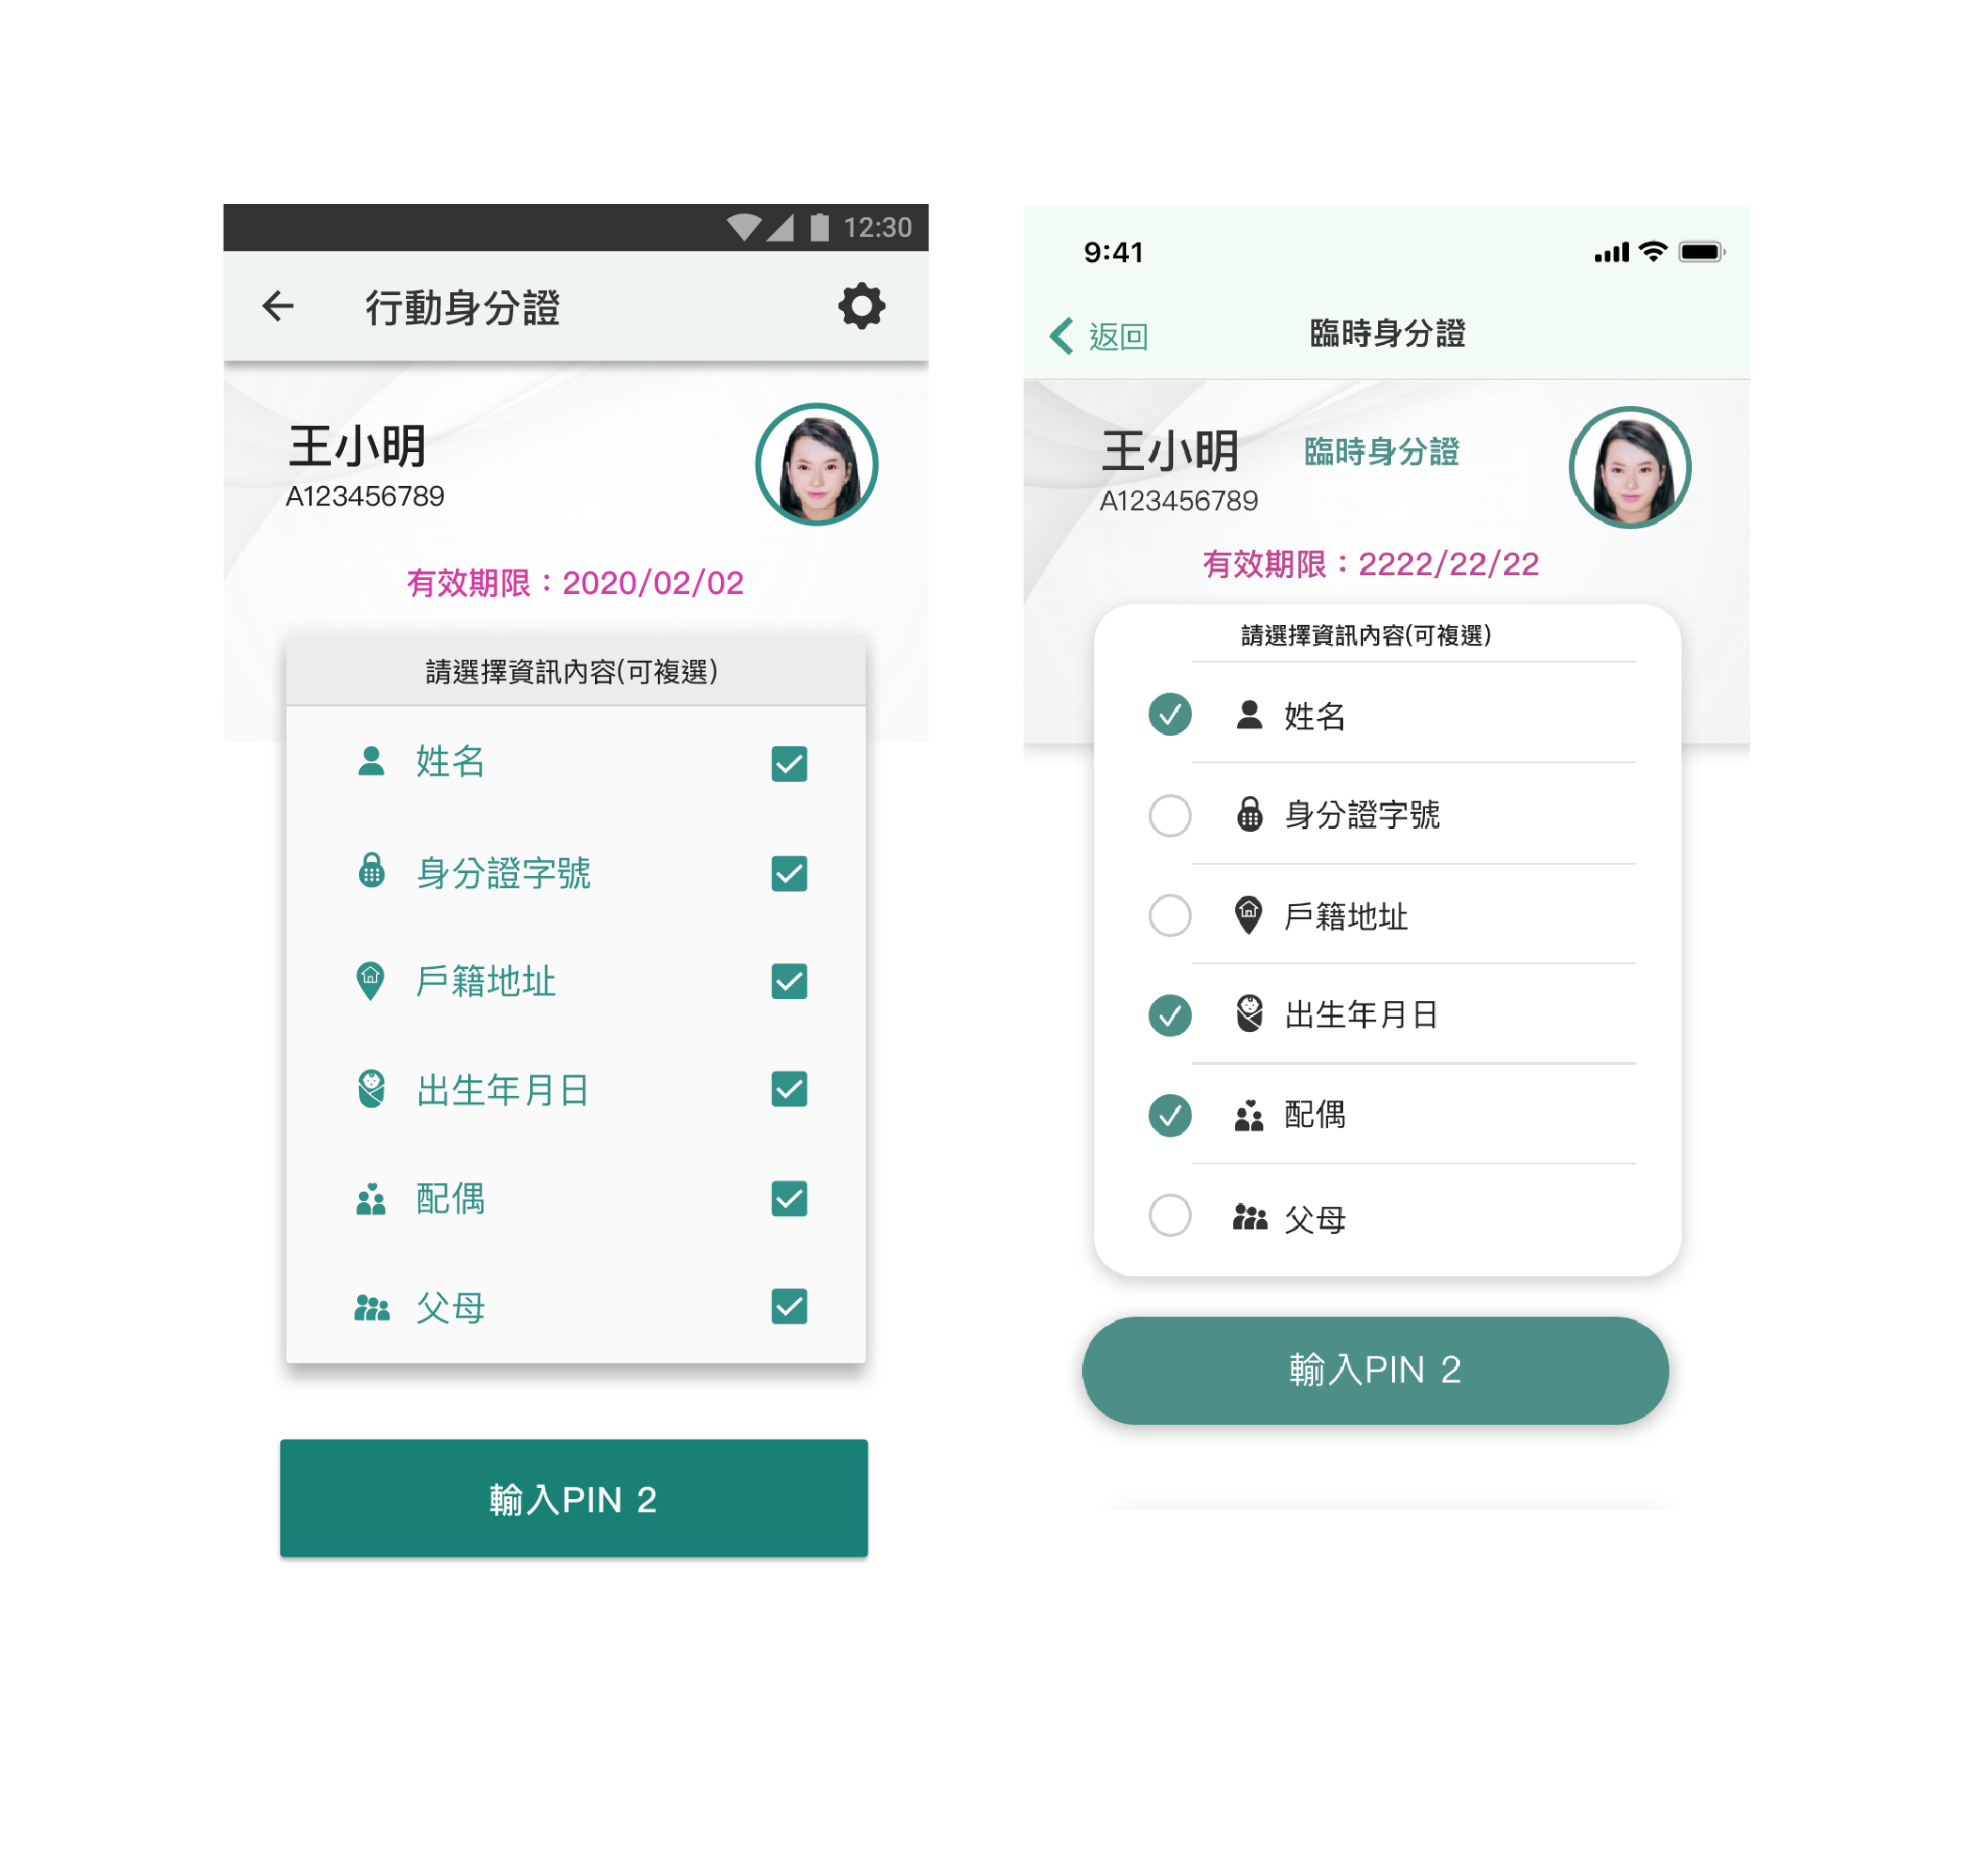 12:30
行動身分證
王小明
A123456789
有效期限：2020/02/02
請選擇資訊內容(可複選)
姓名
身分證字號
戶籍地址
出生年月日
配偶
父母
輸入PIN 2
9:41
返回
臨時身分證
王小明
臨時身分證
A123456789
有效期限：2222/22/22
請選擇資訊內容(可複選)
姓名
身分證字號
戶籍地址
出生年月日
配偶
父母
輸入PIN 2